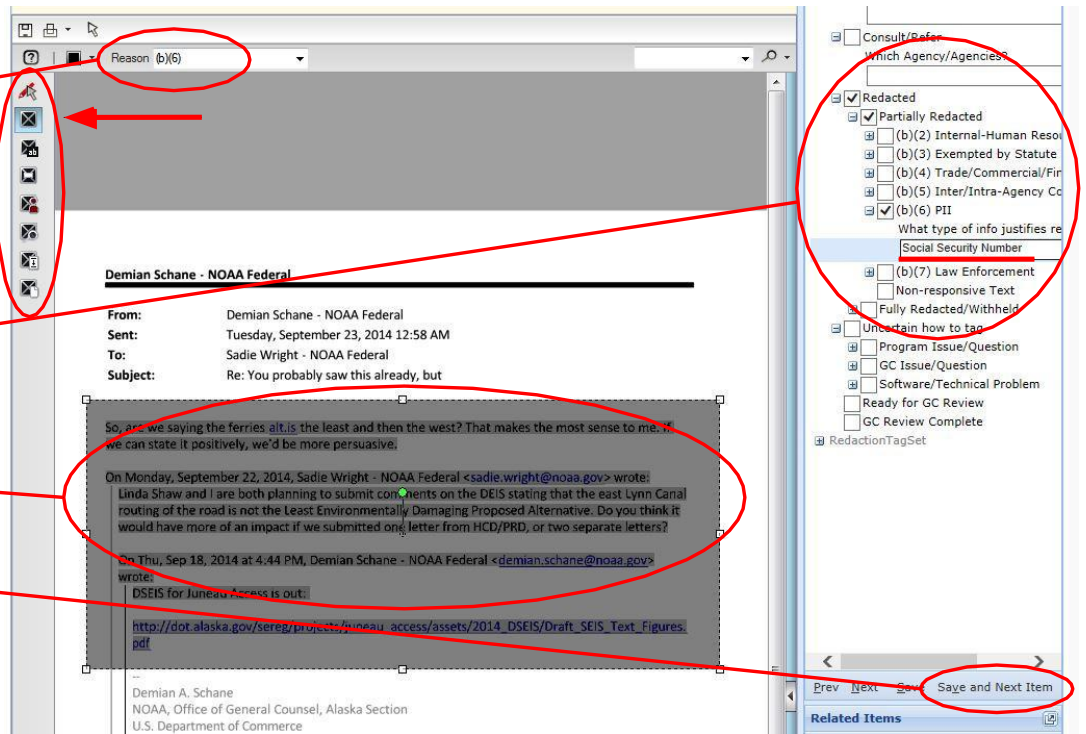 Reason (b)(6)
Demian Schane - NOAA Federal
From: Demian Schane - NOAA Federal
Sent: Tuesday, September 23, 2014 12:58 AM
To: Sadie Wright - NOAA Federal
Subject: Re: You probably saw this already, but
So, are we saying the ferries alt.is the least and then the west? That makes the most sense to me. If
we can state it positively, we'd be more persuasive.
On Monday, September 22, 2014, Sadie Wright - NOAA Federal <sadie.wright@noaa.gov> wrote:
Linda Shaw and I are both planning to submit comments on the DEIS stating that the east Lynn Canal
routing of the road is not the Least Environmentally Damaging Proposed Alternative. Do you think it
would have more of an impact if we submitted one letter from HCD/PRD, or two separate letters?
On Thu, Sep 18, 2014 at 4:44 PM, Demian Schane - NOAA Federal <demian.schane@noaa.gov>
wrote:
DSEIS for Juneau Access is out:
http://dot.alaska.gov/sereg/projects/juneau_access/assets/2014_DSEIS/Draft_SEIS_Text_Figures.
pdf
--
Demian A. Schane
NOAA, Office of General Counsel, Alaska Section
U.S. Department of Commerce
Consult/Refer
Which Agency/Agencies?
Redacted
Partially Redacted
(b)(2) Internal-Human Resou
(b)(3) Exempted by Statute
(b)(4) Trade/Commercial/Fin
(b)(5) Inter/Intra-Agency Co
(b)(6) PII
What type of info justifies re
Social Security Number
(b)(7) Law Enforcement
Non-responsive Text
Fully Redacted/Withheld
Uncertain how to tag
Program Issue/Question
GC Issue/Question
Software/Technical Problem
Ready for GC Review
GC Review Complete
RedactionTagSet
Prev Next Save Save and Next Item
Related Items